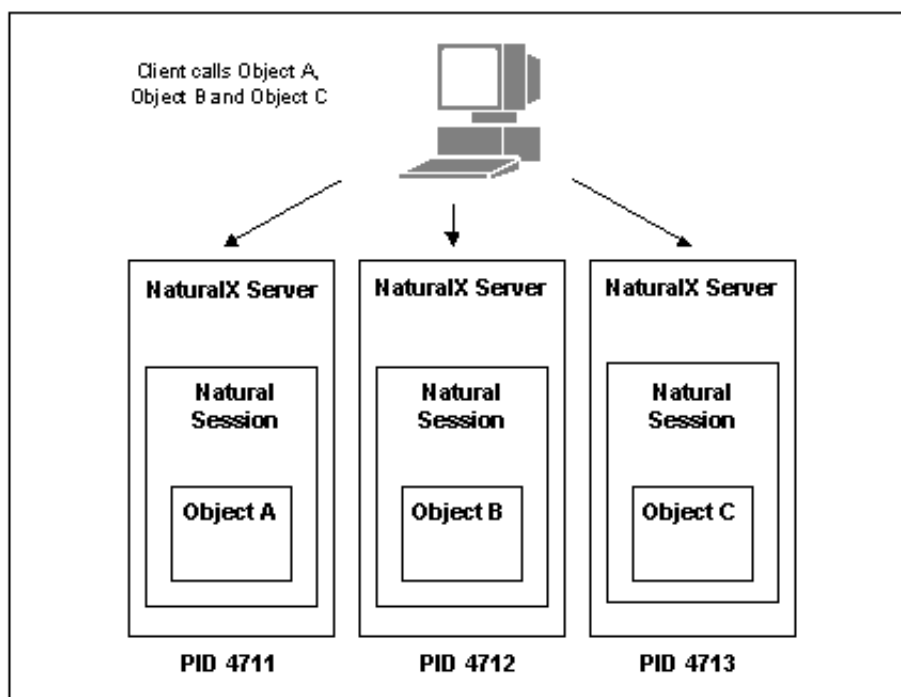 Client calls Object A,
Object B and Object C
NaturalX Server
Natural
Session
Object A
PID 4711
NaturalX Server
Natural
Session
Object B
PID 4712
NaturalX Server
Natural
Session
Object C
PID 4713